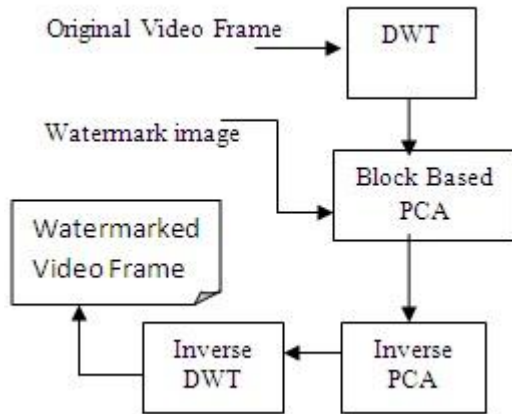 Original Video Frame
DWT
Watermark image
Block Based
PCA
Watermarked
Video Frame
Inverse
DWT
Inverse
PCA